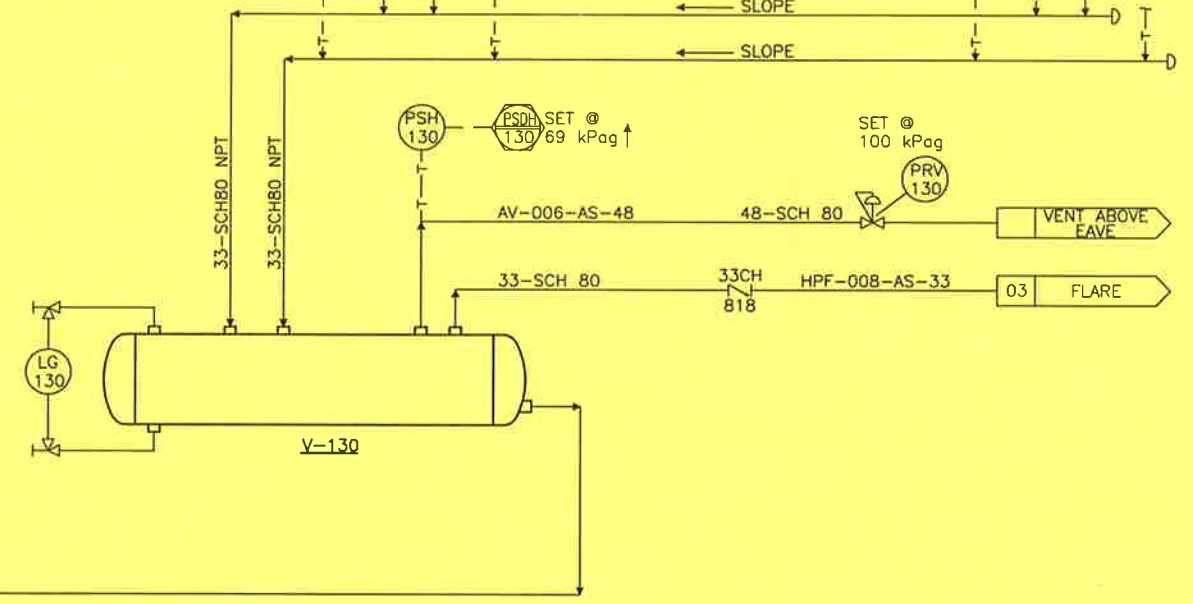 SLOPE
T
T
T
T
SLOPE
33-SCH80 NPT
33-SCH80 NPT
PSH
130
PSDH
130
SET @
69 kPag
T
T
SET @
100 kPag
PRV
130
AV-006-AS-48
48-SCH 80
VENT ABOVE
EAVE
33-SCH 80
33CH
818
HPF-008-AS-33
03
FLARE
LG
130
V-130